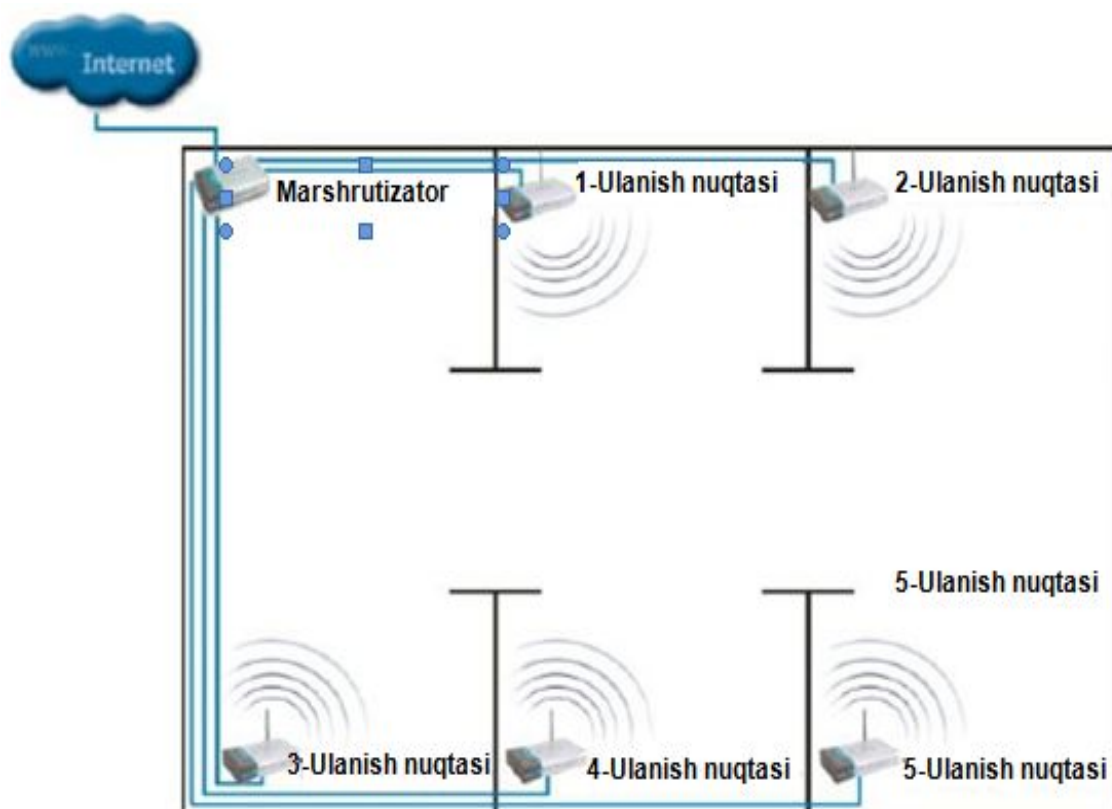 www.
Internet
Marshrutizator
1-Ulanish nuqtasi
2-Ulanish nuqtasi
5-Ulanish nuqtasi
3-Ulanish nuqtasi
4-Ulanish nuqtasi
5-Ulanish nuqtasi